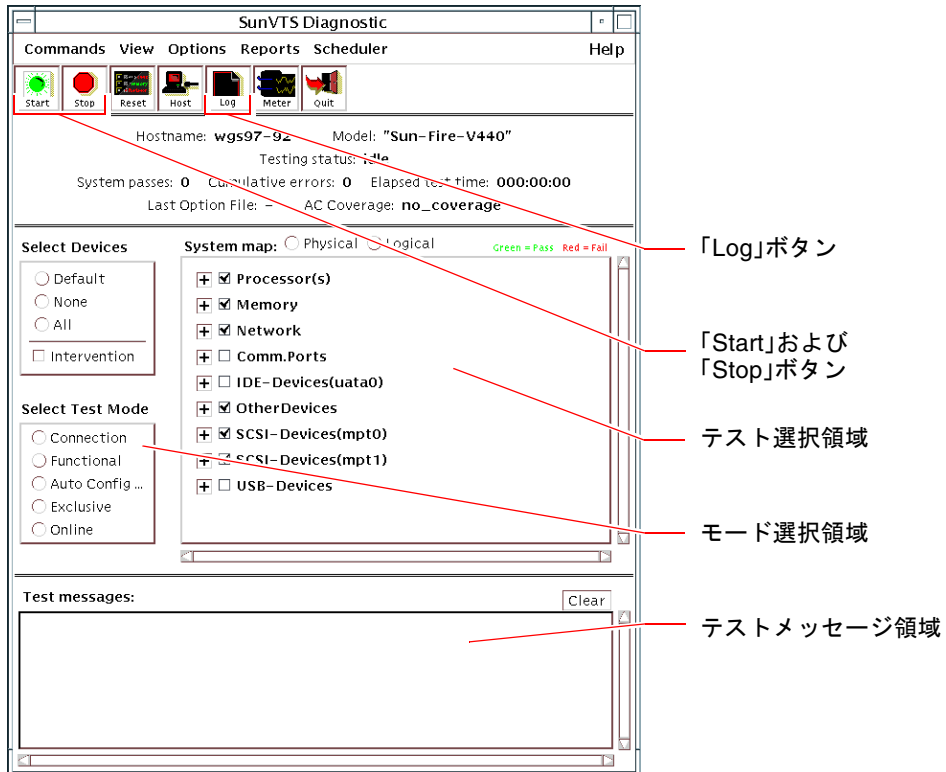 SunVTS Diagnostic
Commands View Options Reports Scheduler Help
Start Stop Reset Host Log Meter Quit
Hostname: wgs97-92 Model: "Sun-Fire-V440"
Testing status: idle
System passes: 0 Cumulative errors: 0 Elapsed test time: 000:00:00
Last Option File: - AC Coverage: no_coverage
Select Devices
Default
None
All
Intervention
Select Test Mode
Connection
Functional
Auto Config ...
Exclusive
Online
System map: Physical Logical Green = Pass Red = Fail
Processor(s)
Memory
Network
Comm.Ports
IDE-Devices(uata0)
OtherDevices
SCSI-Devices(mpt0)
SCSI-Devices(mpt1)
USB-Devices
Test messages: Clear
「Log」ボタン
「Start」および
「Stop」ボタン
テスト選択領域
モード選択領域
テストメッセージ領域